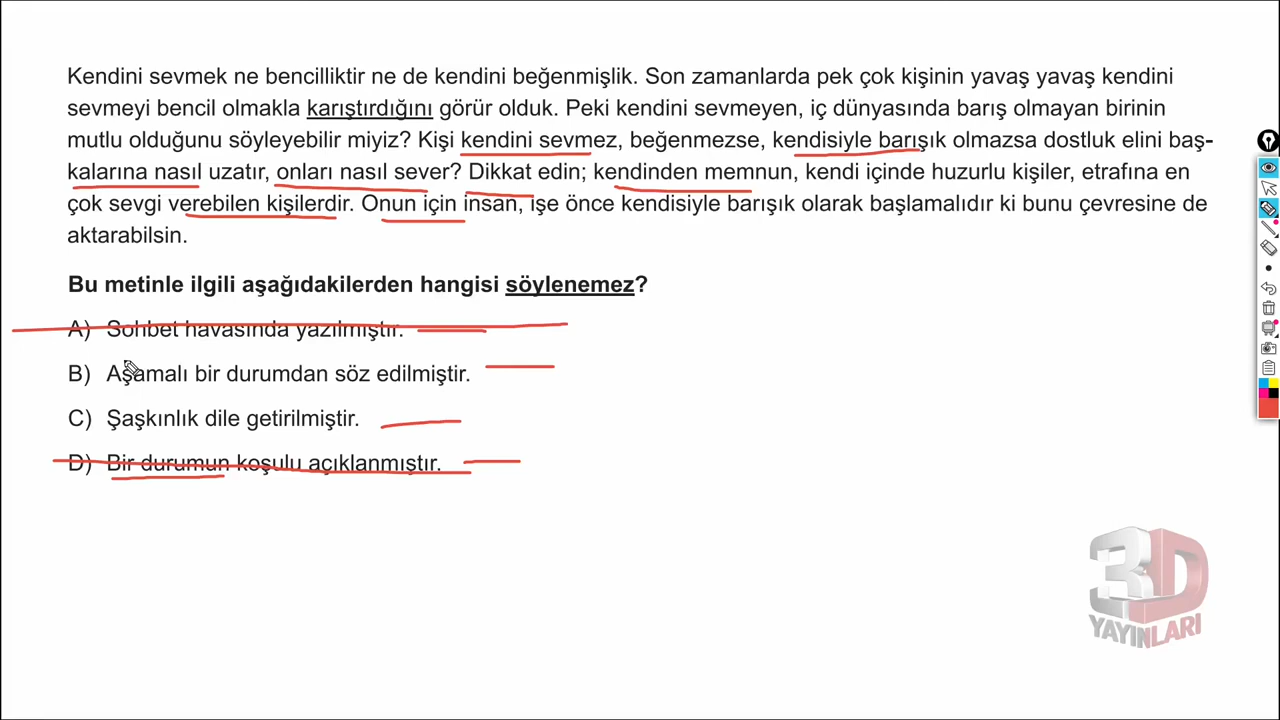 Kendini sevmek ne bencilliktir ne de kendini beğenmişlik. Son zamanlarda pek çok kişinin yavaş yavaş kendini
sevmeyi bencil olmakla karıştırdığını görür olduk. Peki kendini sevmeyen, iç dünyasında barış olmayan birinin
mutlu olduğunu söyleyebilir miyiz? Kişi kendini sevmez, beğenmezse, kendisiyle barışık olmazsa dostluk elini baş-
kalarına nasıl uzatır, onları nasıl sever? Dikkat edin; kendinden memnun, kendi içinde huzurlu kişiler, etrafına en
çok sevgi verebilen kişilerdir. Onun için insan, işe önce kendisiyle barışık olarak başlamalıdır ki bunu çevresine de
aktarabilsin.
Bu metinle ilgili aşağıdakilerden hangisi söylenemez?
A) Sohbet havasında yazılmıştır.
B) Aşamalı bir durumdan söz edilmiştir.
C) Şaşkınlık dile getirilmiştir.
D) Bir durumun koşulu açıklanmıştır.
3D
YAYINLARI